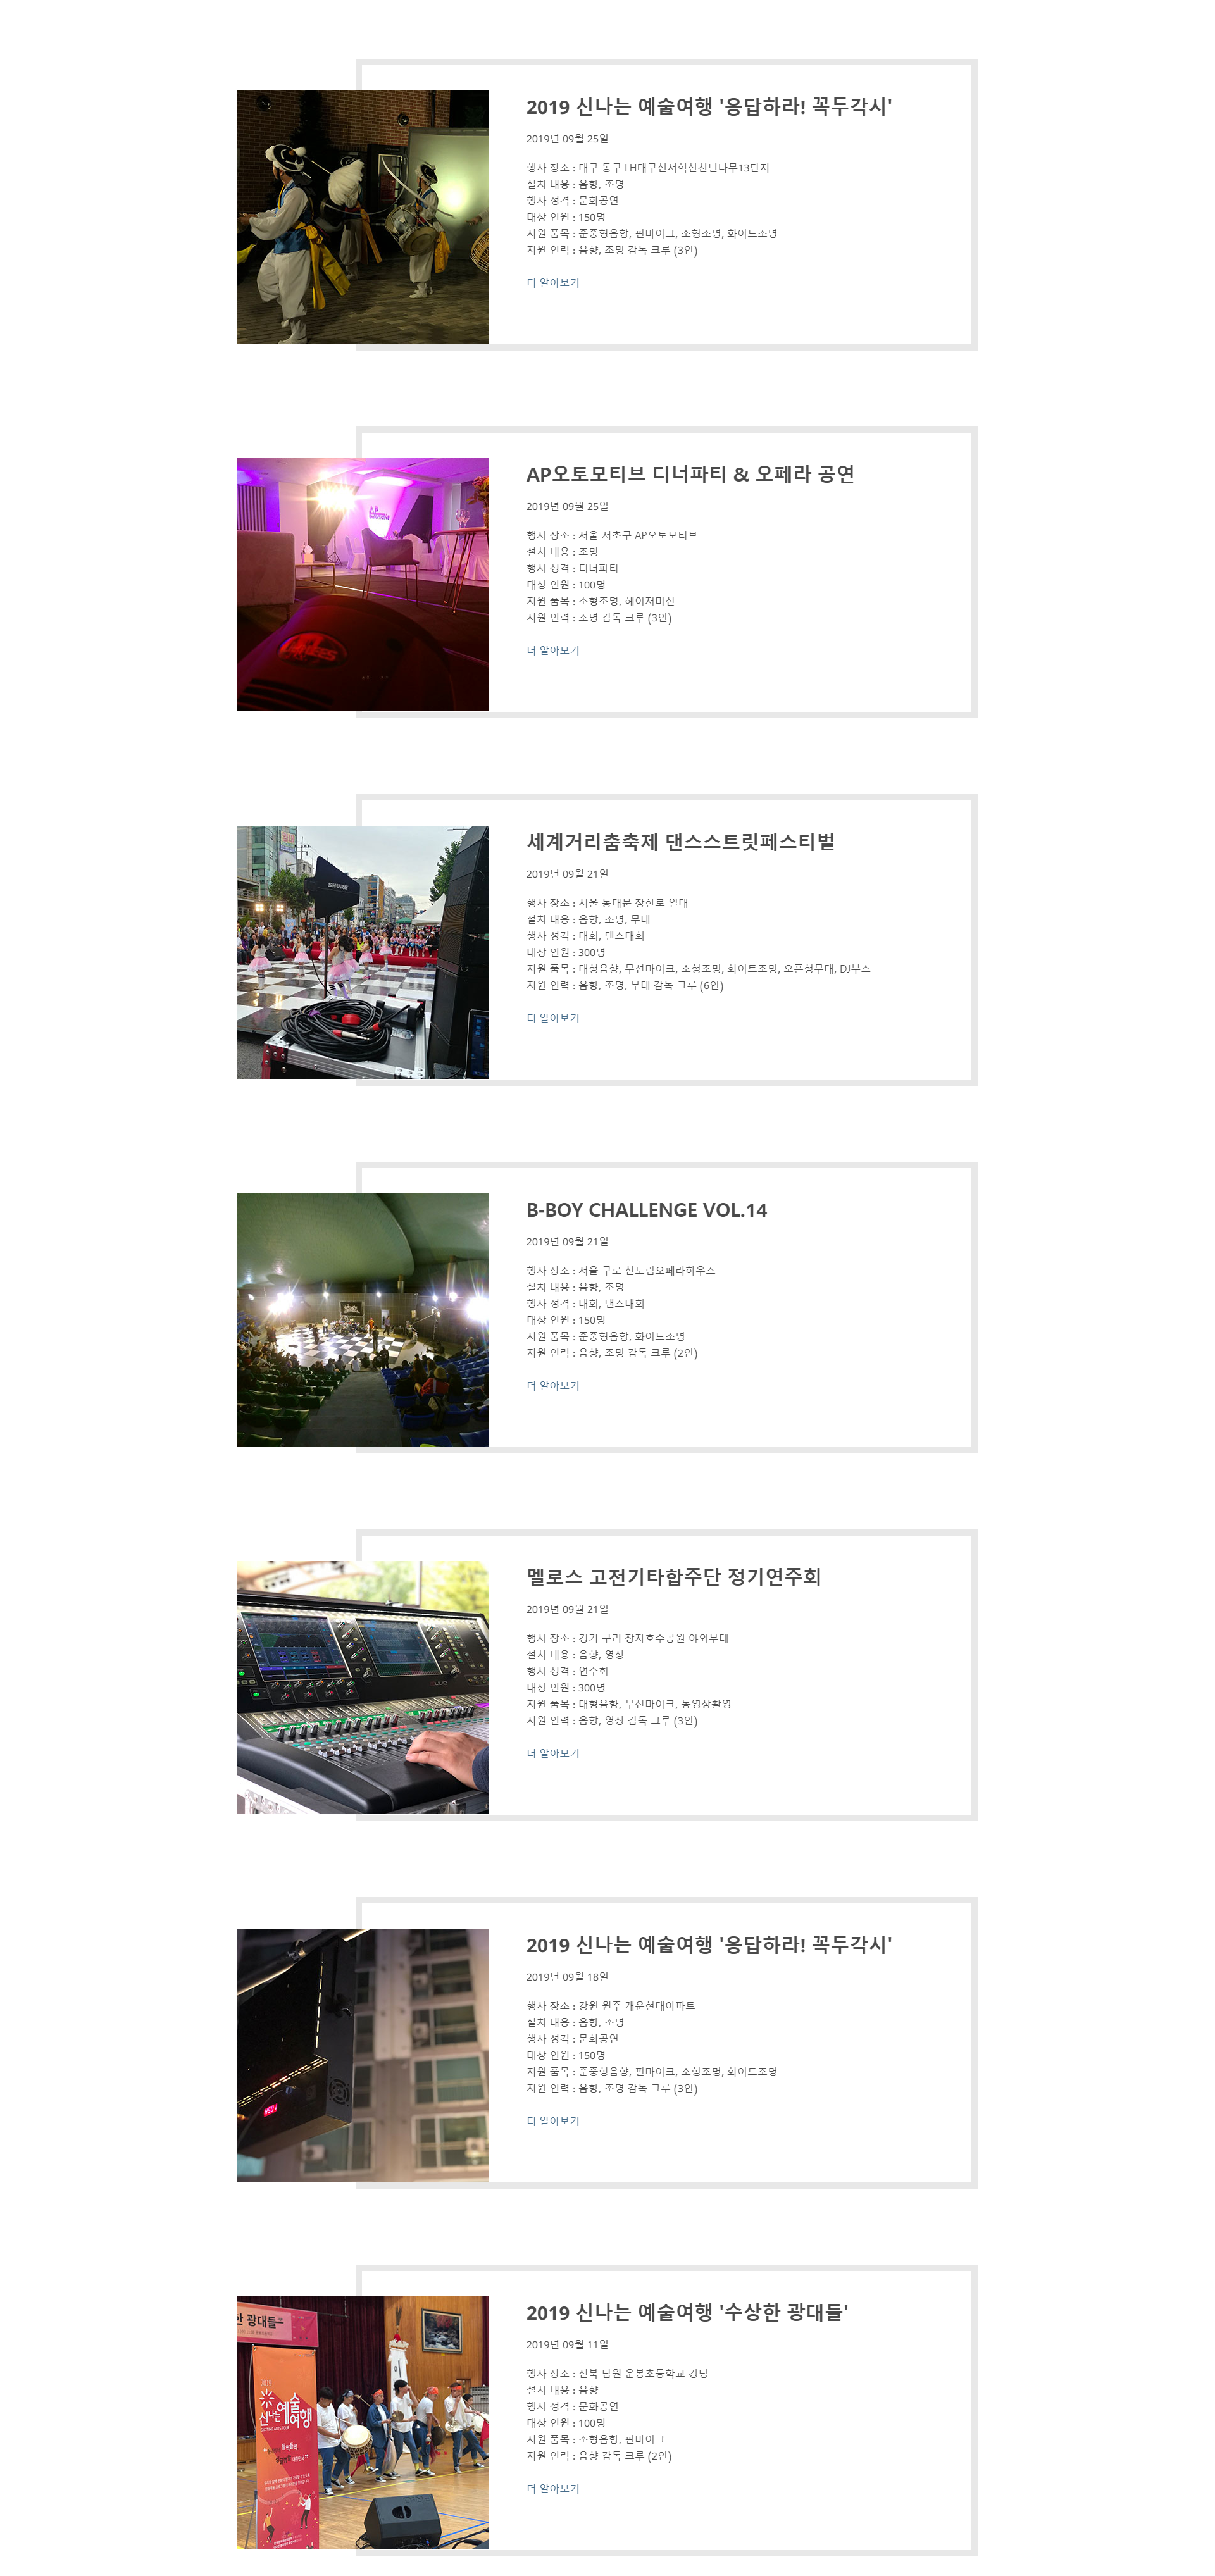 2019 신나는 예술여행 '응답하라! 꼭두각시'
2019년 09월 25일
행사 장소 : 대구 동구 LH대구신서혁신천년나무13단지
설치 내용 : 음향, 조명
행사 성격 : 문화공연
대상 인원 : 150명
지원 품목 : 준중형음향, 핀마이크, 소형조명, 화이트조명
지원 인력 : 음향, 조명 감독 크루 (3인)
더 알아보기
AP오토모티브 디너파티 & 오페라 공연
2019년 09월 25일
행사 장소 : 서울 서초구 AP오토모티브
설치 내용 : 조명
행사 성격 : 디너파티
대상 인원 : 100명
지원 품목 : 소형조명, 헤이져머신
지원 인력 : 조명 감독 크루 (3인)
더 알아보기
세계거리춤축제 댄스스트릿페스티벌
2019년 09월 21일
행사 장소 : 서울 동대문 장한로 일대
설치 내용 : 음향, 조명, 무대
행사 성격 : 대회, 댄스대회
대상 인원 : 300명
지원 품목 : 대형음향, 무선마이크, 소형조명, 화이트조명, 오픈형무대, DJ부스
지원 인력 : 음향, 조명, 무대 감독 크루 (6인)
더 알아보기
B-BOY CHALLENGE VOL.14
2019년 09월 21일
행사 장소 : 서울 구로 신도림오페라하우스
설치 내용 : 음향, 조명
행사 성격 : 대회, 댄스대회
대상 인원 : 150명
지원 품목 : 준중형음향, 화이트조명
지원 인력 : 음향, 조명 감독 크루 (2인)
더 알아보기
멜로스 고전기타합주단 정기연주회
2019년 09월 21일
행사 장소 : 경기 구리 장자호수공원 야외무대
설치 내용 : 음향, 영상
행사 성격 : 연주회
대상 인원 : 300명
지원 품목 : 대형음향, 무선마이크, 동영상촬영
지원 인력 : 음향, 영상 감독 크루 (3인)
더 알아보기
2019 신나는 예술여행 '응답하라! 꼭두각시'
2019년 09월 18일
행사 장소 : 강원 원주 개운현대아파트
설치 내용 : 음향, 조명
행사 성격 : 문화공연
대상 인원 : 150명
지원 품목 : 준중형음향, 핀마이크, 소형조명, 화이트조명
지원 인력 : 음향, 조명 감독 크루 (3인)
더 알아보기
한 광대들
2019
신나는 예술여행
2019 신나는 예술여행 '수상한 광대들'
2019년 09월 11일
행사 장소 : 전북 남원 운봉초등학교 강당
설치 내용 : 음향
행사 성격 : 문화공연
대상 인원 : 100명
지원 품목 : 소형음향, 핀마이크
지원 인력 : 음향 감독 크루 (2인)
더 알아보기